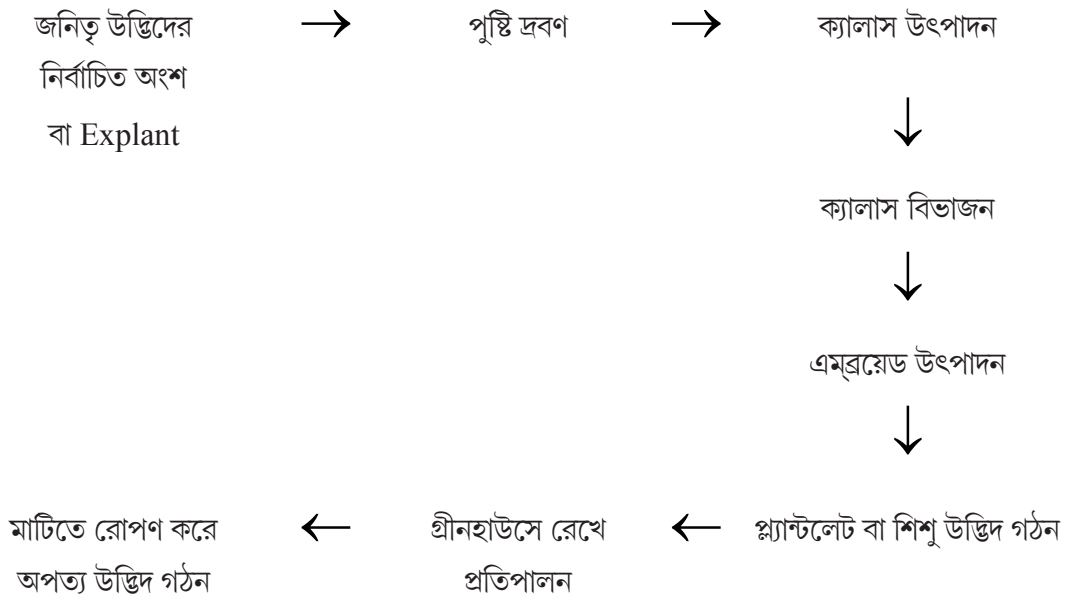 জনিতৃ উদ্ভিদের → পুষ্টি দ্রবণ → ক্যালাস উৎপাদন
নির্বাচিত অংশ
বা Explant
↓
ক্যালাস বিভাজন
↓
এম্‌ব্রয়েড উৎপাদন
↓
প্ল্যান্টলেট বা শিশু উদ্ভিদ গঠন
← গ্রীনহাউসে রেখে
প্রতিপালন
← মাটিতে রোপণ করে
অপত্য উদ্ভিদ গঠন